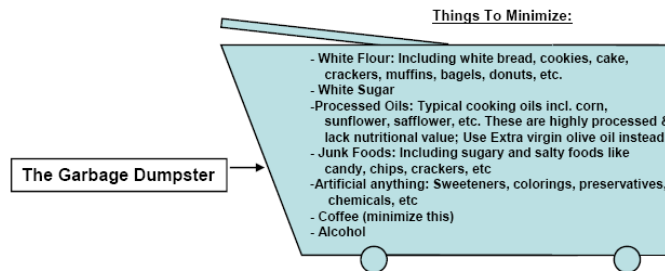 Things To Minimize:
- White Flour: Including white bread, cookies, cake,
crackers, muffins, bagels, donuts, etc.
- White Sugar
-Processed Oils: Typical cooking oils incl. corn,
sunflower, safflower, etc. These are highly processed &
lack nutritional value; Use Extra virgin olive oil instead
- Junk Foods: Including sugary and salty foods like
candy, chips, crackers, etc
-Artificial anything: Sweeteners, colorings, preservatives,
chemicals, etc
- Coffee (minimize this)
- Alcohol
The Garbage Dumpster